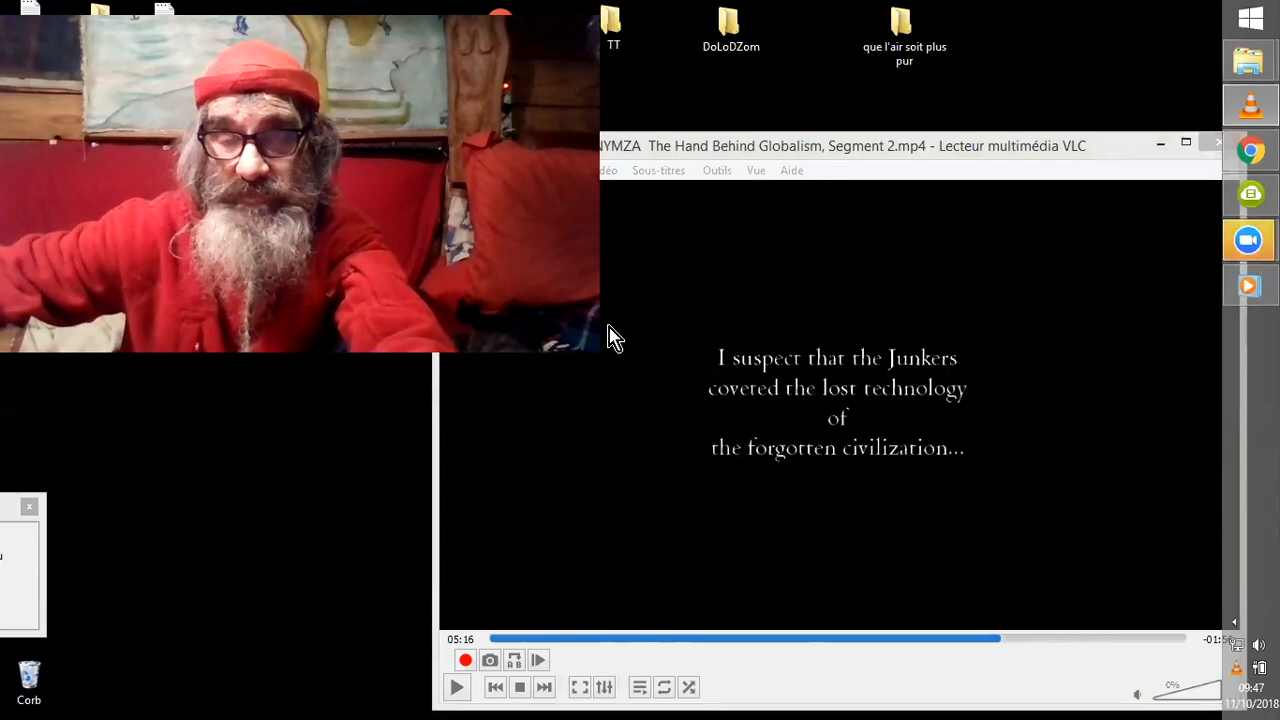 TT
DoLoDZom
que l'air soit plus
pur
NYMZA The Hand Behind Globalism, Segment 2.mp4 - Lecteur multimédia VLC
déo Sous-titres Outils Vue Aide
I suspect that the Junkers
coveted the lost technology
of
the forgotten civilization...
x
u
05:16
A B
0%
Corb
09:47
11/10/2018